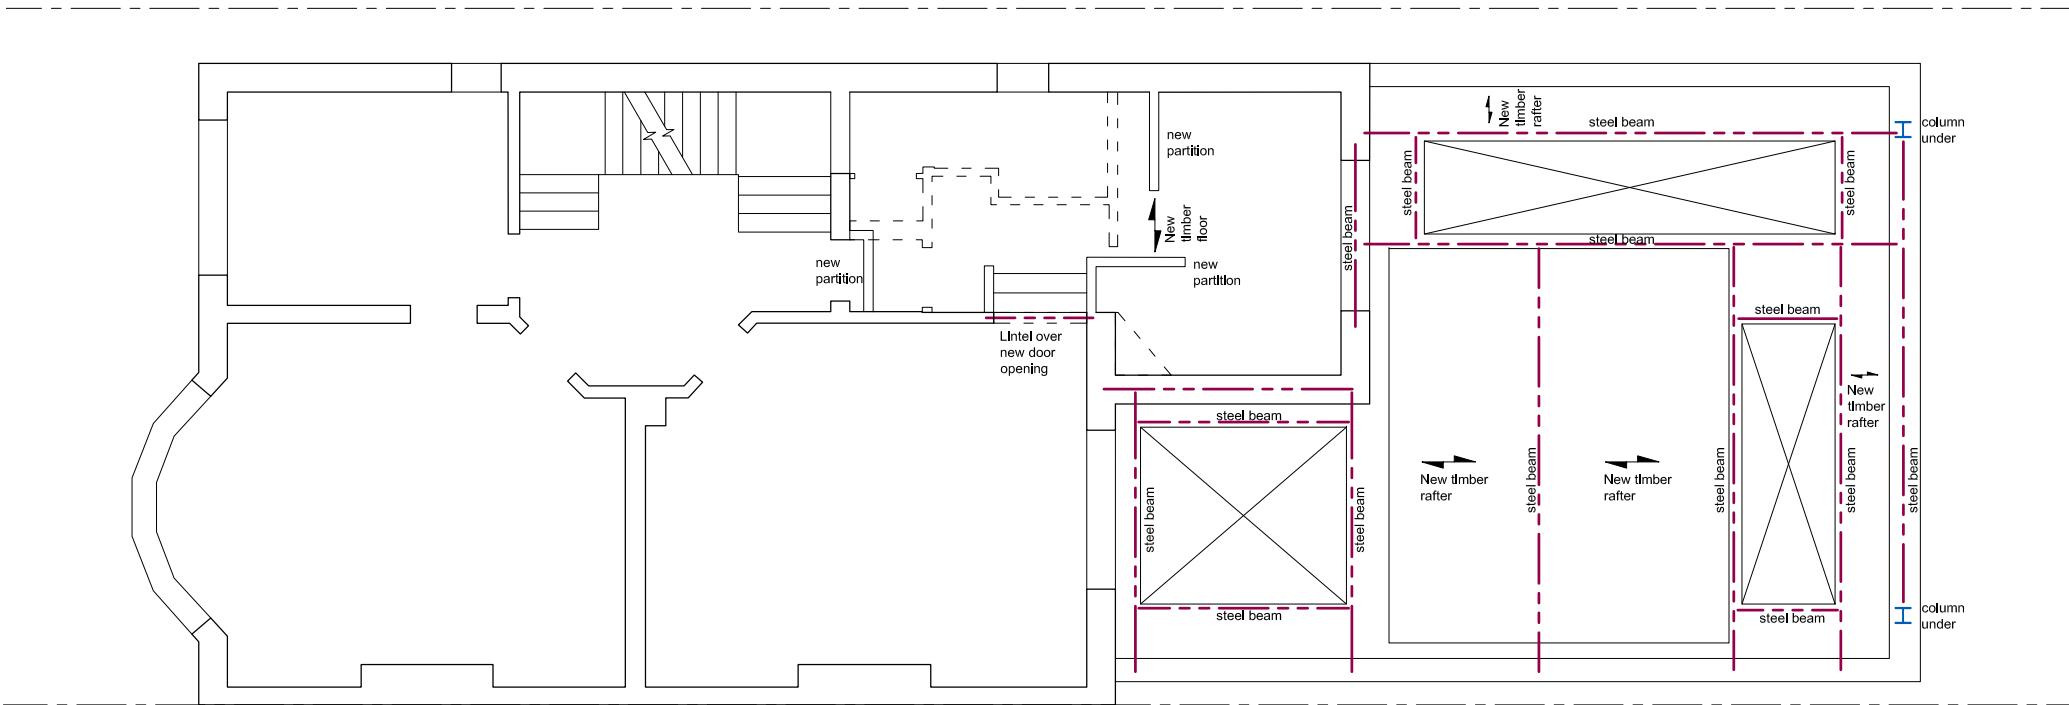 New
timber
rafter
steel beam
column
under
new
partition
steel beam
steel beam
New
timber
floor
steel beam
steel beam
new
partition
new
partition
steel beam
Lintel over
new door
opening
New
timber
rafter
steel beam
New timber
rafter
New timber
rafter
steel beam
steel beam
steel beam
steel beam
steel beam
steel beam
steel beam
steel beam
column
under